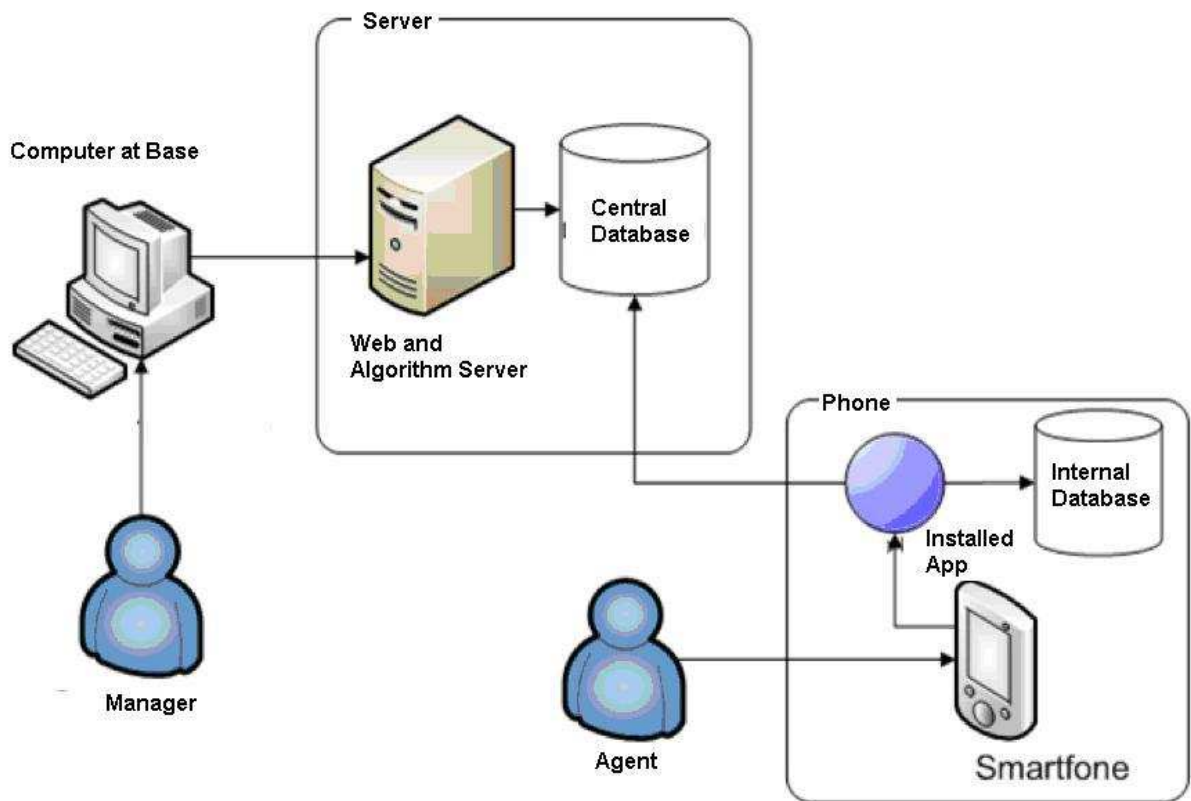 Server
Computer at Base
Central
Database
Web and
Algorithm Server
Phone
Internal
Database
Installed
App
Manager
Agent
Smartfone